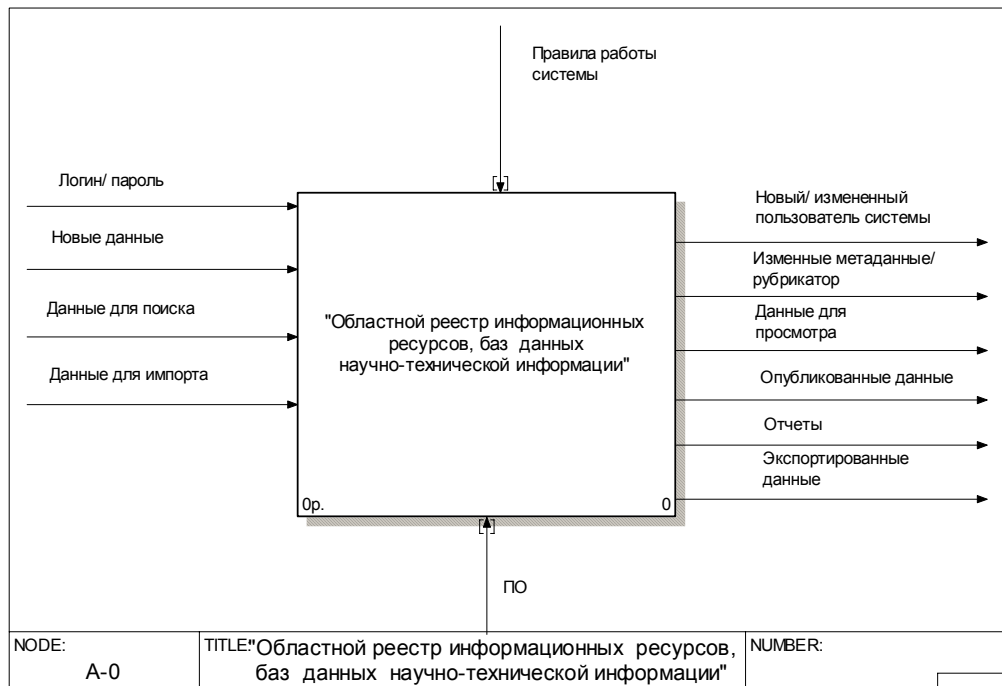 Правила работы
системы
Логин/ пароль
Новые данные
Данные для поиска
Данные для импорта
"Областной реестр информационных
ресурсов, баз данных
научно-технической информации"
0р.
0
Новый/ измененный
пользователь системы
Изменные метаданные/
рубрикатор
Данные для
просмотра
Опубликованные данные
Отчеты
Экспортированные
данные
ПО
NODE:
A-0
TITLE:
"Областной реестр информационных ресурсов,
баз данных научно-технической информации"
NUMBER: